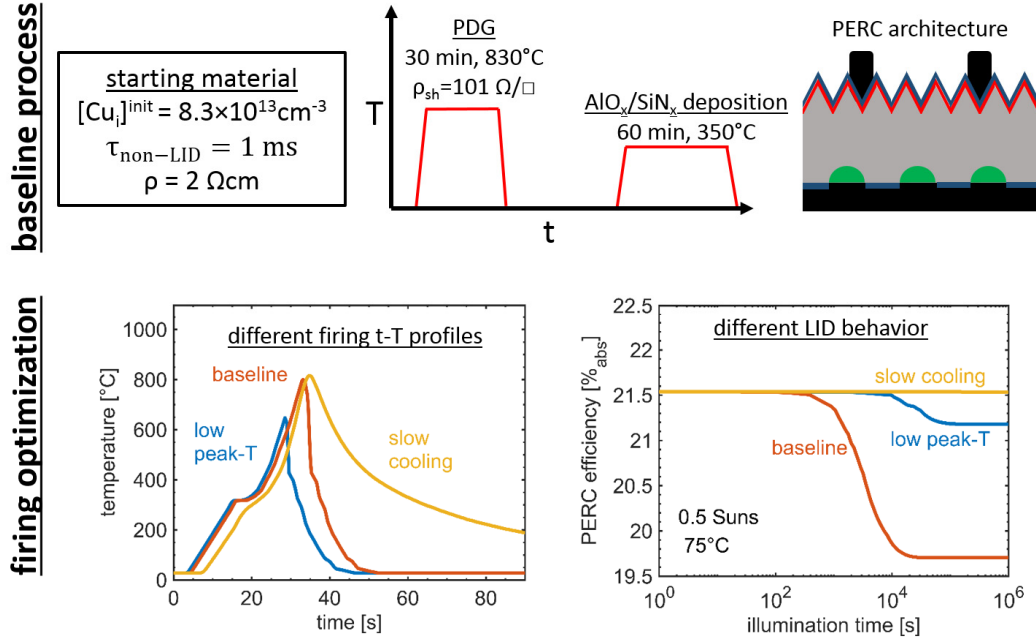 baseline process
starting material
[Cuᵢ]ⁱⁿⁱᵗ = 8.3×10¹³cm⁻³
τₙₒₙ₋LID = 1 ms
ρ = 2 Ωcm
PDG
30 min, 830°C
ρₛₕ=101 Ω/□
T
AlOₓ/SiNₓ deposition
60 min, 350°C
t
PERC architecture
firing optimization
different firing t-T profiles
baseline
low
peak-T
slow
cooling
temperature [°C]
1000
800
600
400
200
0
0 20 40 60 80
time [s]
different LID behavior
slow cooling
low peak-T
baseline
0.5 Suns
75°C
PERC efficiency [%abs]
22.5
22
21.5
21
20.5
20
19.5
10⁰ 10² 10⁴ 10⁶
illumination time [s]